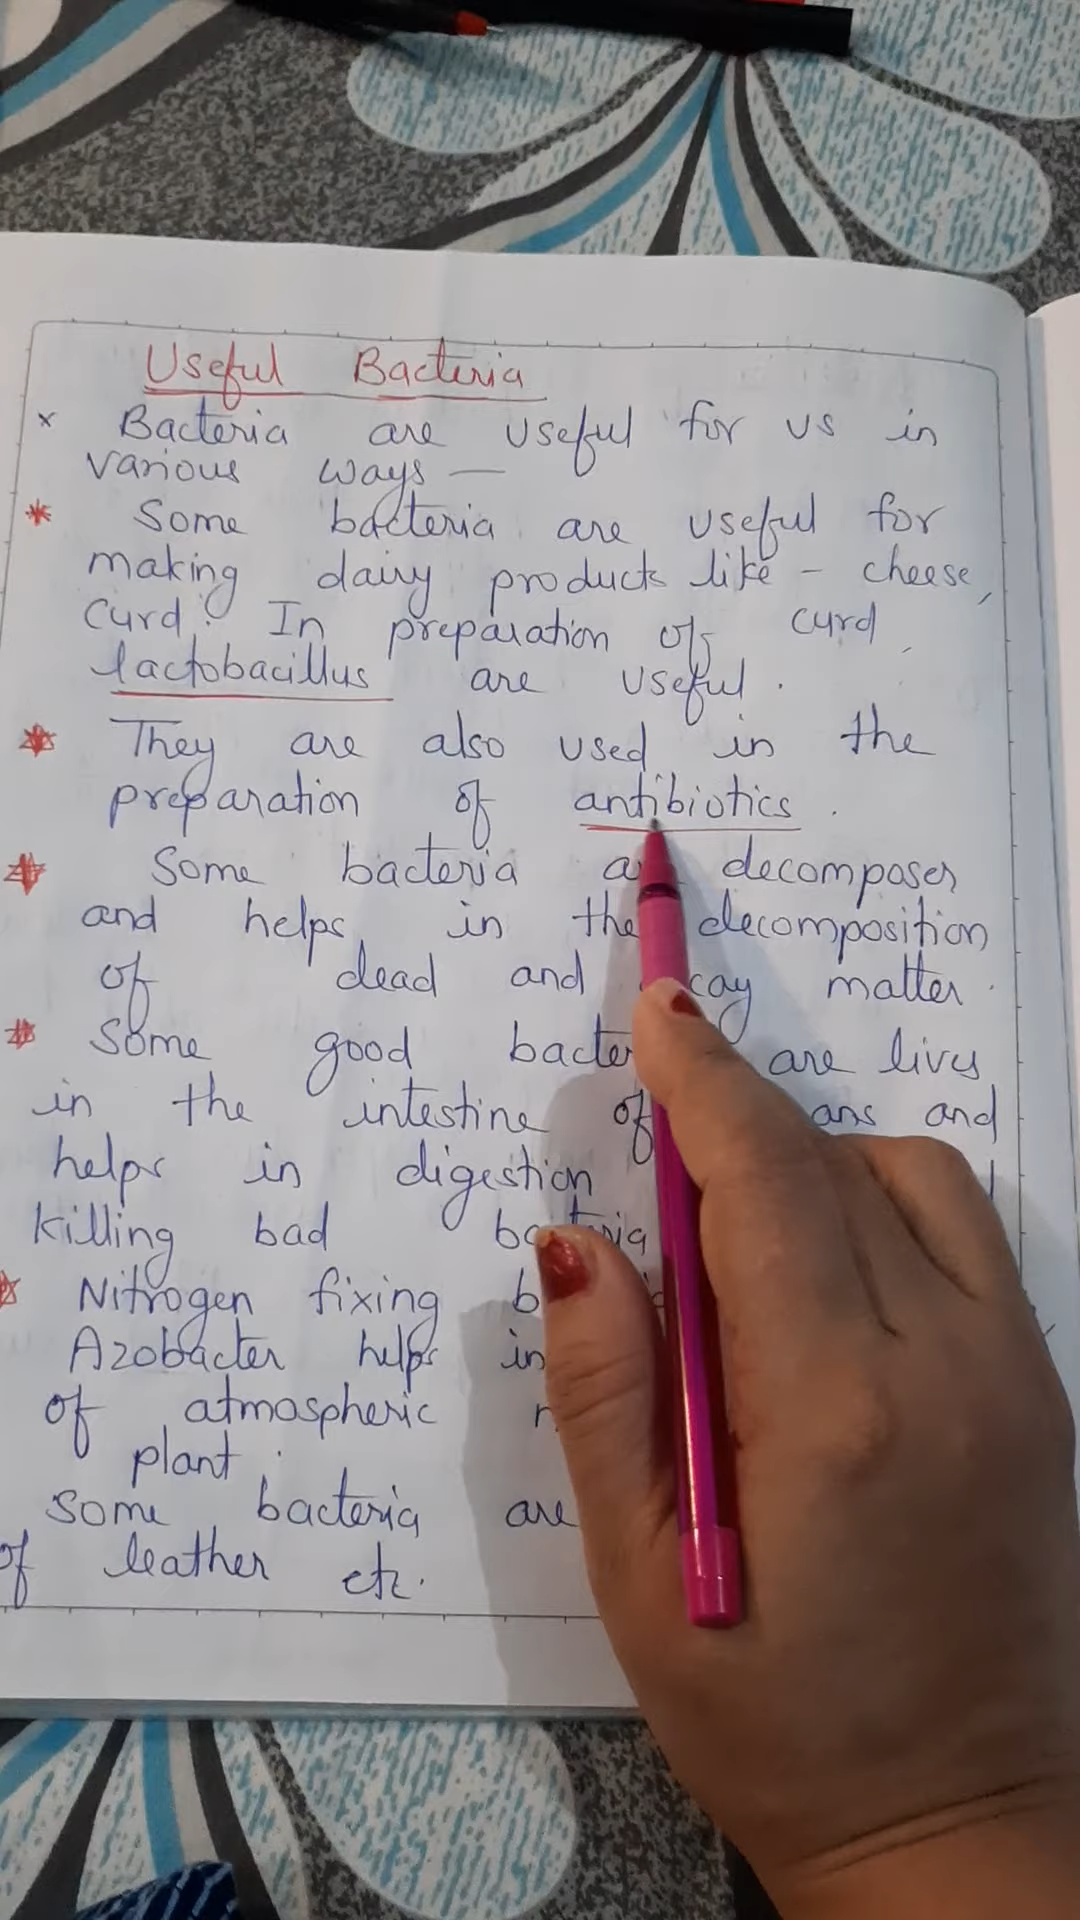 Useful Bacteria
x Bacteria are useful for us in
various ways —
* Some bacteria are useful for
making dairy products like - cheese,
curd. In preparation of curd
lactobacillus are useful.
* They are also used in the
preparation of antibiotics.
* Some bacteria decomposer
and helps in the decomposition
of dead and matter.
* Some good are lives
in the intestine of and
helps in digestion
killing bad bacteria
* Nitrogen fixing
Azobacter helps in
of atmospheric
plant.
some bacteria are
of leather etc.